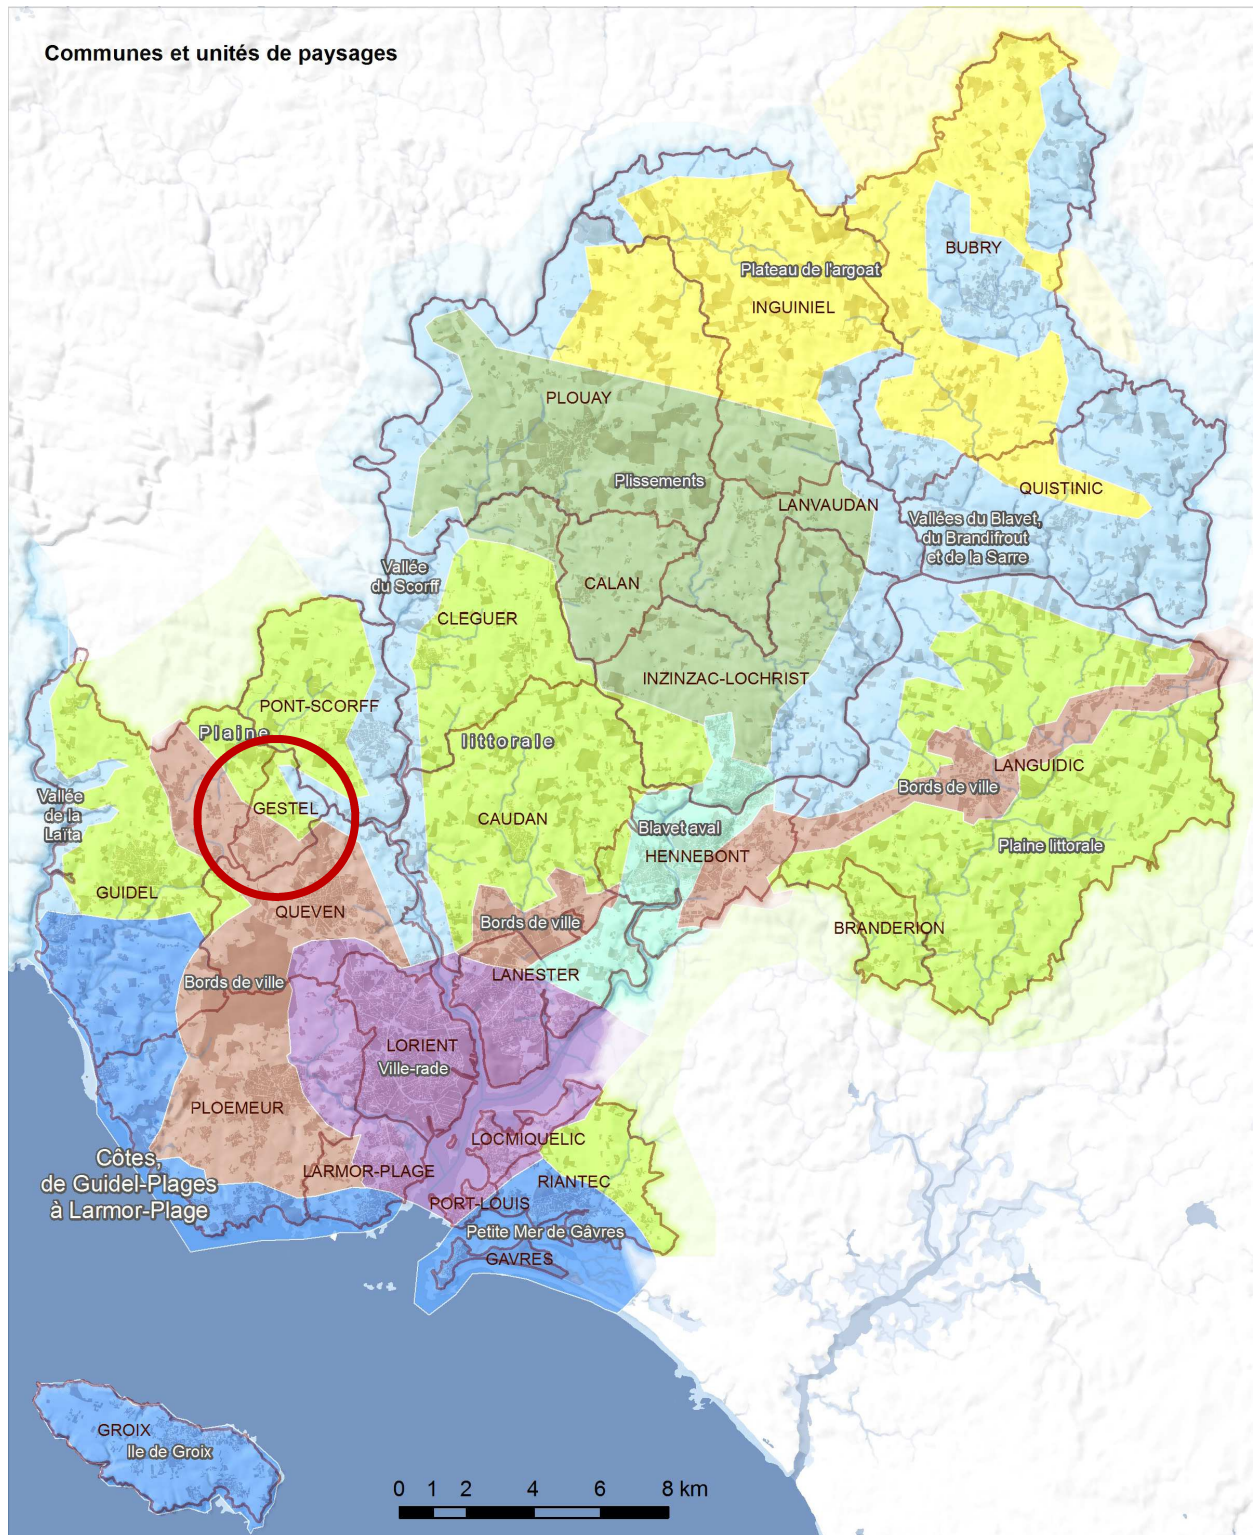 Communes et unités de paysages
BUBRY
Plateau de l'argoat
INGUINIEL
PLOUAY
Plissements
QUISTINIC
LANVAUDAN
Vallées du Blavet,
du Brandifrout
et de la Sarre
Vallée
du Scorff
CALAN
CLEGUER
INZINZAC-LOCHRIST
PONT-SCORFF
Plaine
littorale
LANGUIDIC
Bords de ville
Vallée
de la
Laïta
GESTEL
CAUDAN
Blavet aval
HENNEBONT
Plaine littorale
GUIDEL
QUEVEN
Bords de ville
BRANDERION
LANESTER
Bords de ville
LORIENT
Ville-rade
PLOEMEUR
LOCMIQUELIC
Côtes,
de Guidel-Plages
à Larmor-Plage
LARMOR-PLAGE
RIANTEC
PORT-LOUIS
Petite Mer de Gâvres
GAVRES
GROIX
Ile de Groix
0 1 2 4 6 8 km